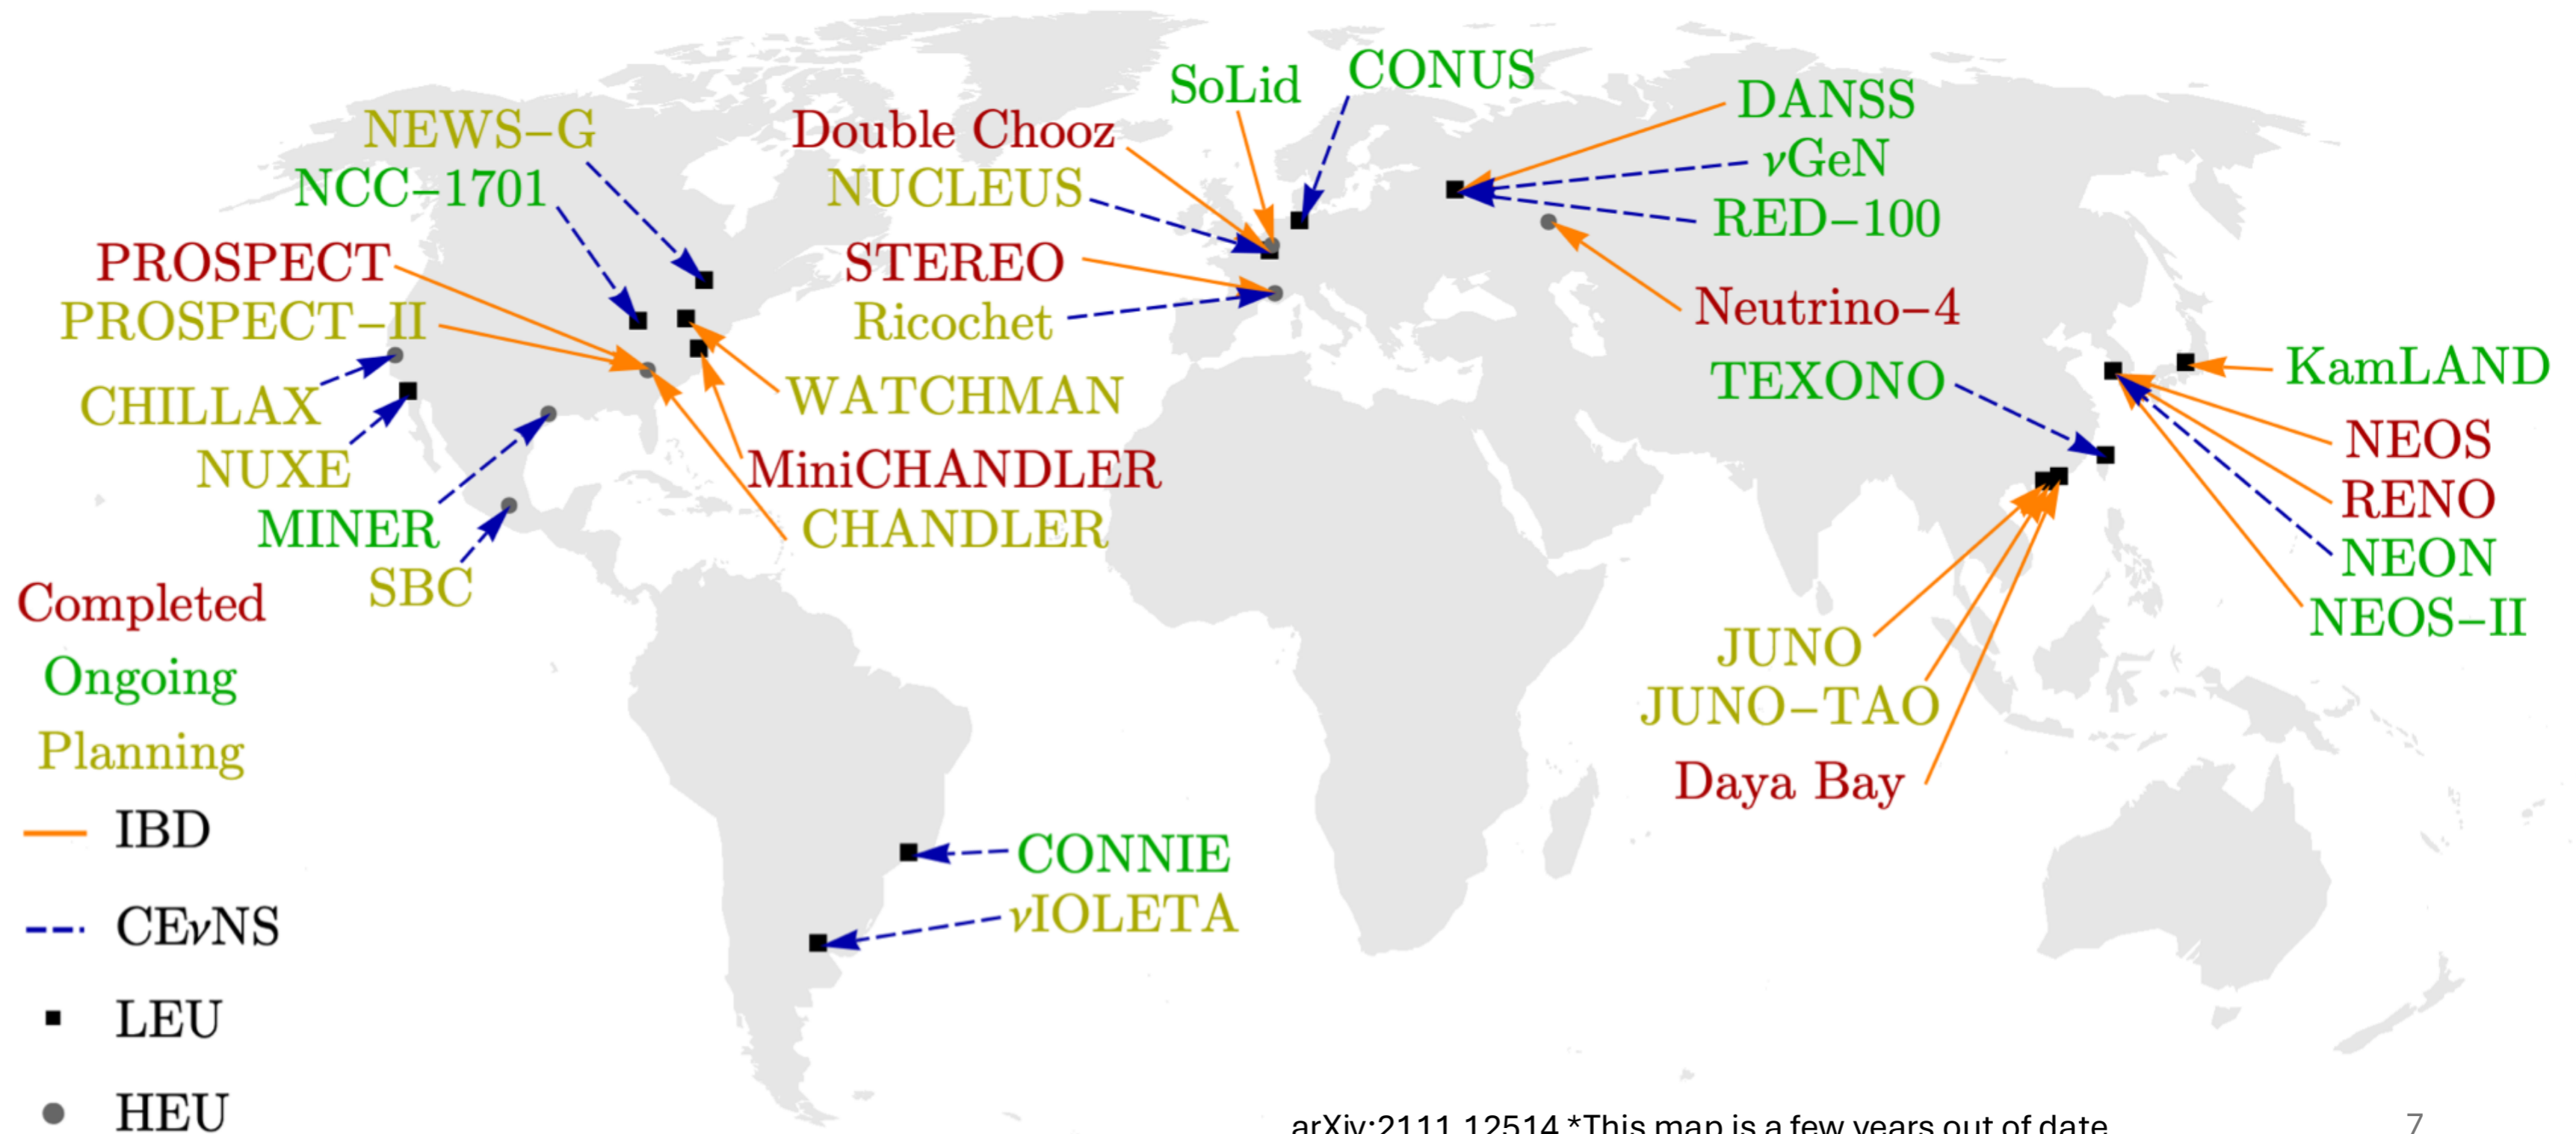 SoLid
CONUS
NEWS–G
NCC–1701
Double Chooz
NUCLEUS
DANSS
νGeN
RED–100
PROSPECT
PROSPECT–II
STEREO
Ricochet
Neutrino–4
CHILLAX
NUXE
WATCHMAN
TEXONO
KamLAND
MINER
SBC
MiniCHANDLER
CHANDLER
NEOS
RENO
NEON
NEOS–II
Completed
Ongoing
Planning
JUNO
JUNO–TAO
Daya Bay
IBD
CEνNS
LEU
HEU
CONNIE
νIOLETA
arXiv:2111.12514 *This map is a few years out of date
7